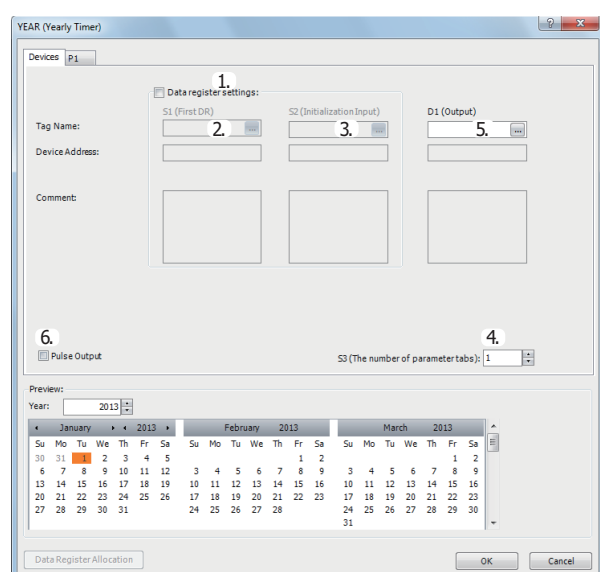 YEAR (Yearly Timer)
?
Devices P1
1.
Data register settings:
S1 (First DR) S2 (Initialization Input) D1 (Output)
Tag Name: 2. ... 3. ... 5. ...
Device Address:
Comment:
6. 4.
Pulse Output S3 (The number of parameter tabs): 1
Preview:
Year: 2013
January 2013 February 2013 March 2013
Su Mo Tu We Th Fr Sa Su Mo Tu We Th Fr Sa Su Mo Tu We Th Fr Sa
30 31 1 2 3 4 5 1 2 1 2
6 7 8 9 10 11 12 3 4 5 6 7 8 9 3 4 5 6 7 8 9
13 14 15 16 17 18 19 10 11 12 13 14 15 16 10 11 12 13 14 15 16
20 21 22 23 24 25 26 17 18 19 20 21 22 23 17 18 19 20 21 22 23
27 28 29 30 31 24 25 26 27 28 24 25 26 27 28 29 30
31
Data Register Allocation OK Cancel